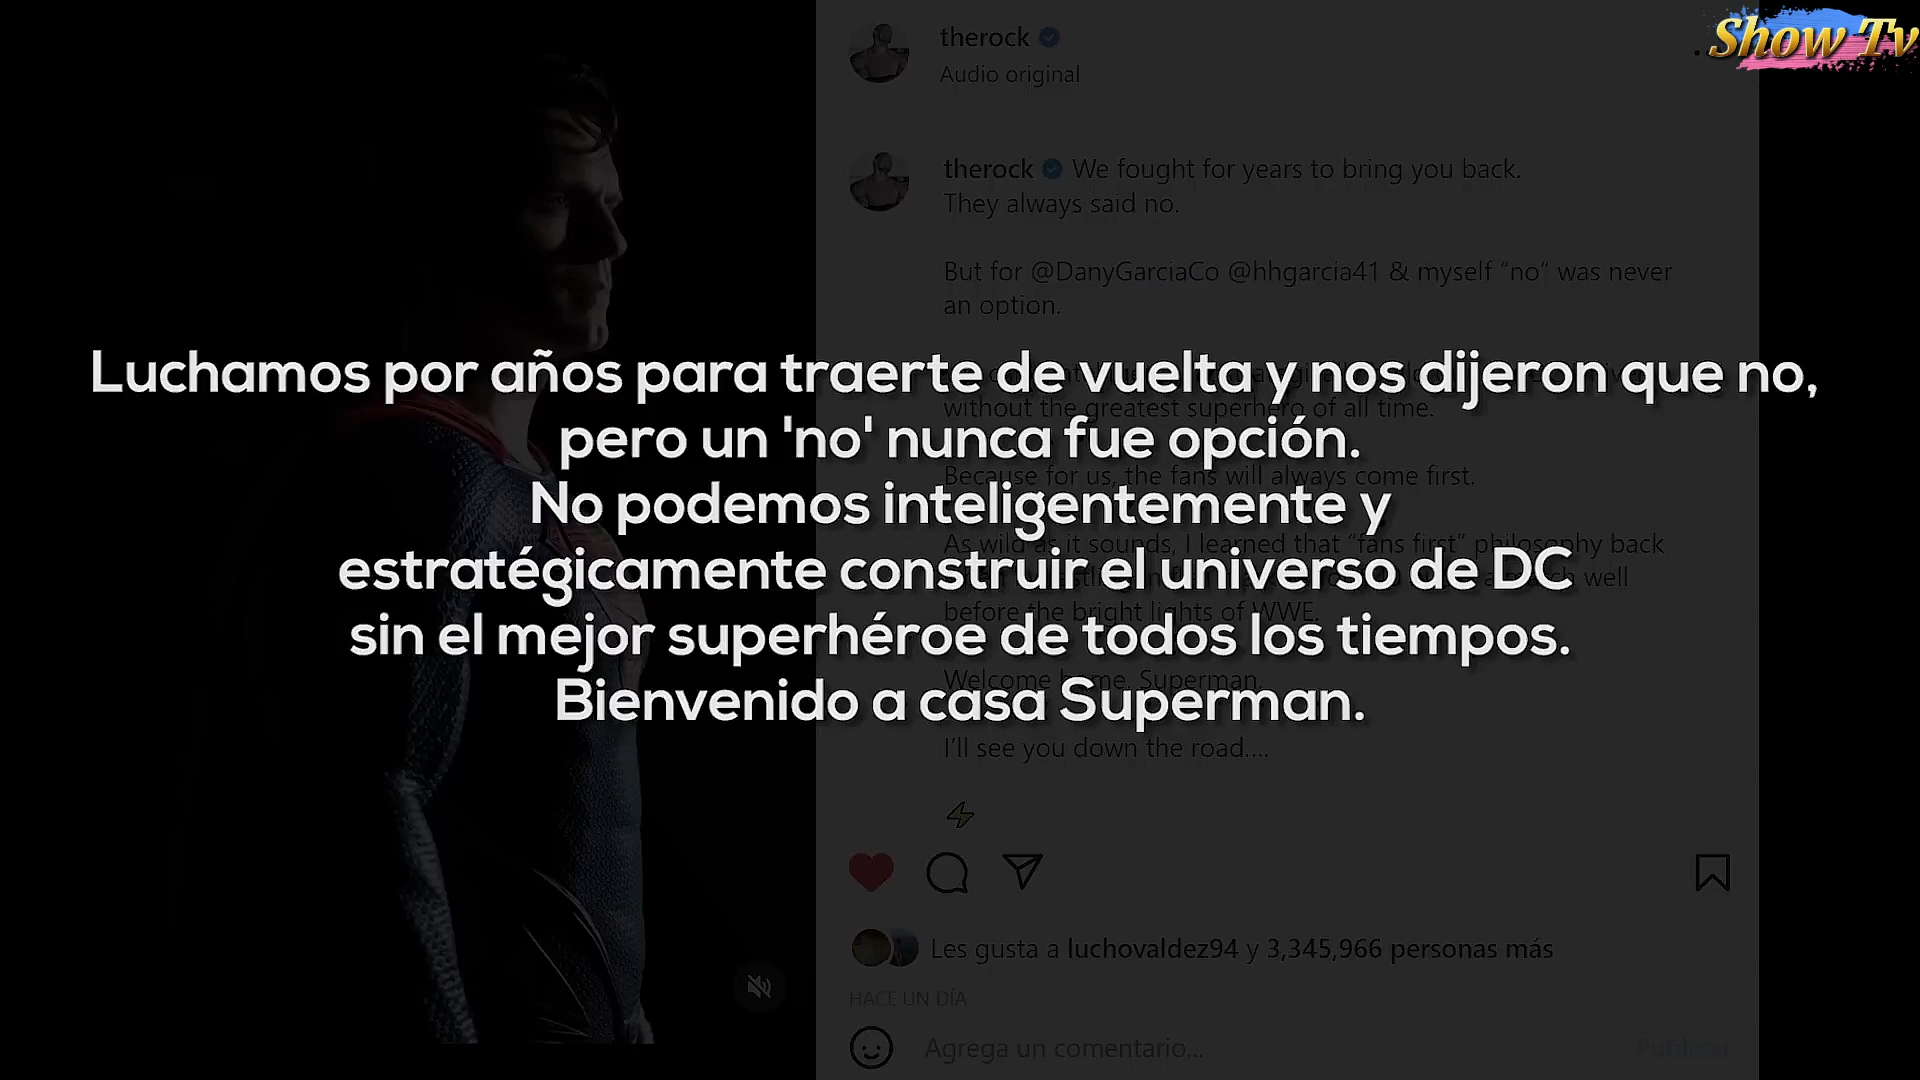 Show Tv
therock
Audio original
therock We fought for years to bring you back.
They always said no.
But for @DanyGarciaCo @hhgarcia41 & myself “no” was never
an option.
Luchamos por años para traerte de vuelta y nos dijeron que no,
without the greatest superhero of all time.
pero un 'no' nunca fue opción.
Because for us, the fans will always come first.
No podemos inteligentemente y
As wild as it sounds, I learned that “fans first” philosophy back
estratégicamente construir el universo de DC
well
before the bright lights of WWE.
sin el mejor superhéroe de todos los tiempos.
Welcome home, Superman.
Bienvenido a casa Superman.
I'll see you down the road....
Les gusta a luchovaldez94 y 3,345,966 personas más
HACE UN DÍA
Agrega un comentario...
Publicar